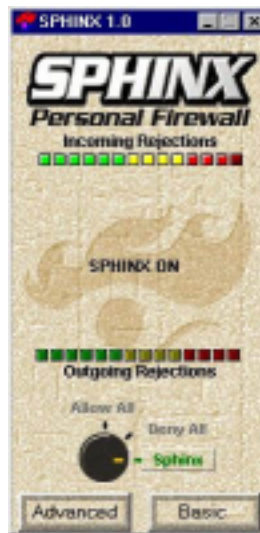 SPHINX 1.0
SPHINX
Personal Firewall
Incoming Rejections
SPHINX ON
Outgoing Rejections
Allow All
Deny All
Sphinx
Advanced Basic